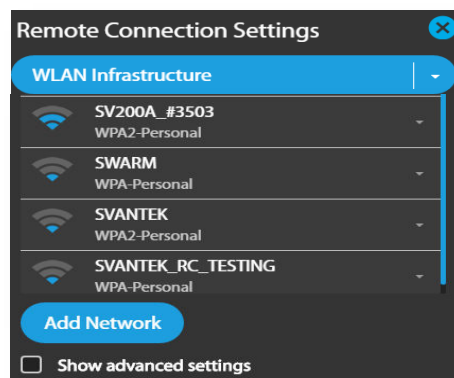 Remote Connection Settings
WLAN Infrastructure
SV200A_#3503
WPA2-Personal
SWARM
WPA-Personal
SVANTEK
WPA2-Personal
SVANTEK_RC_TESTING
WPA-Personal
Add Network
Show advanced settings